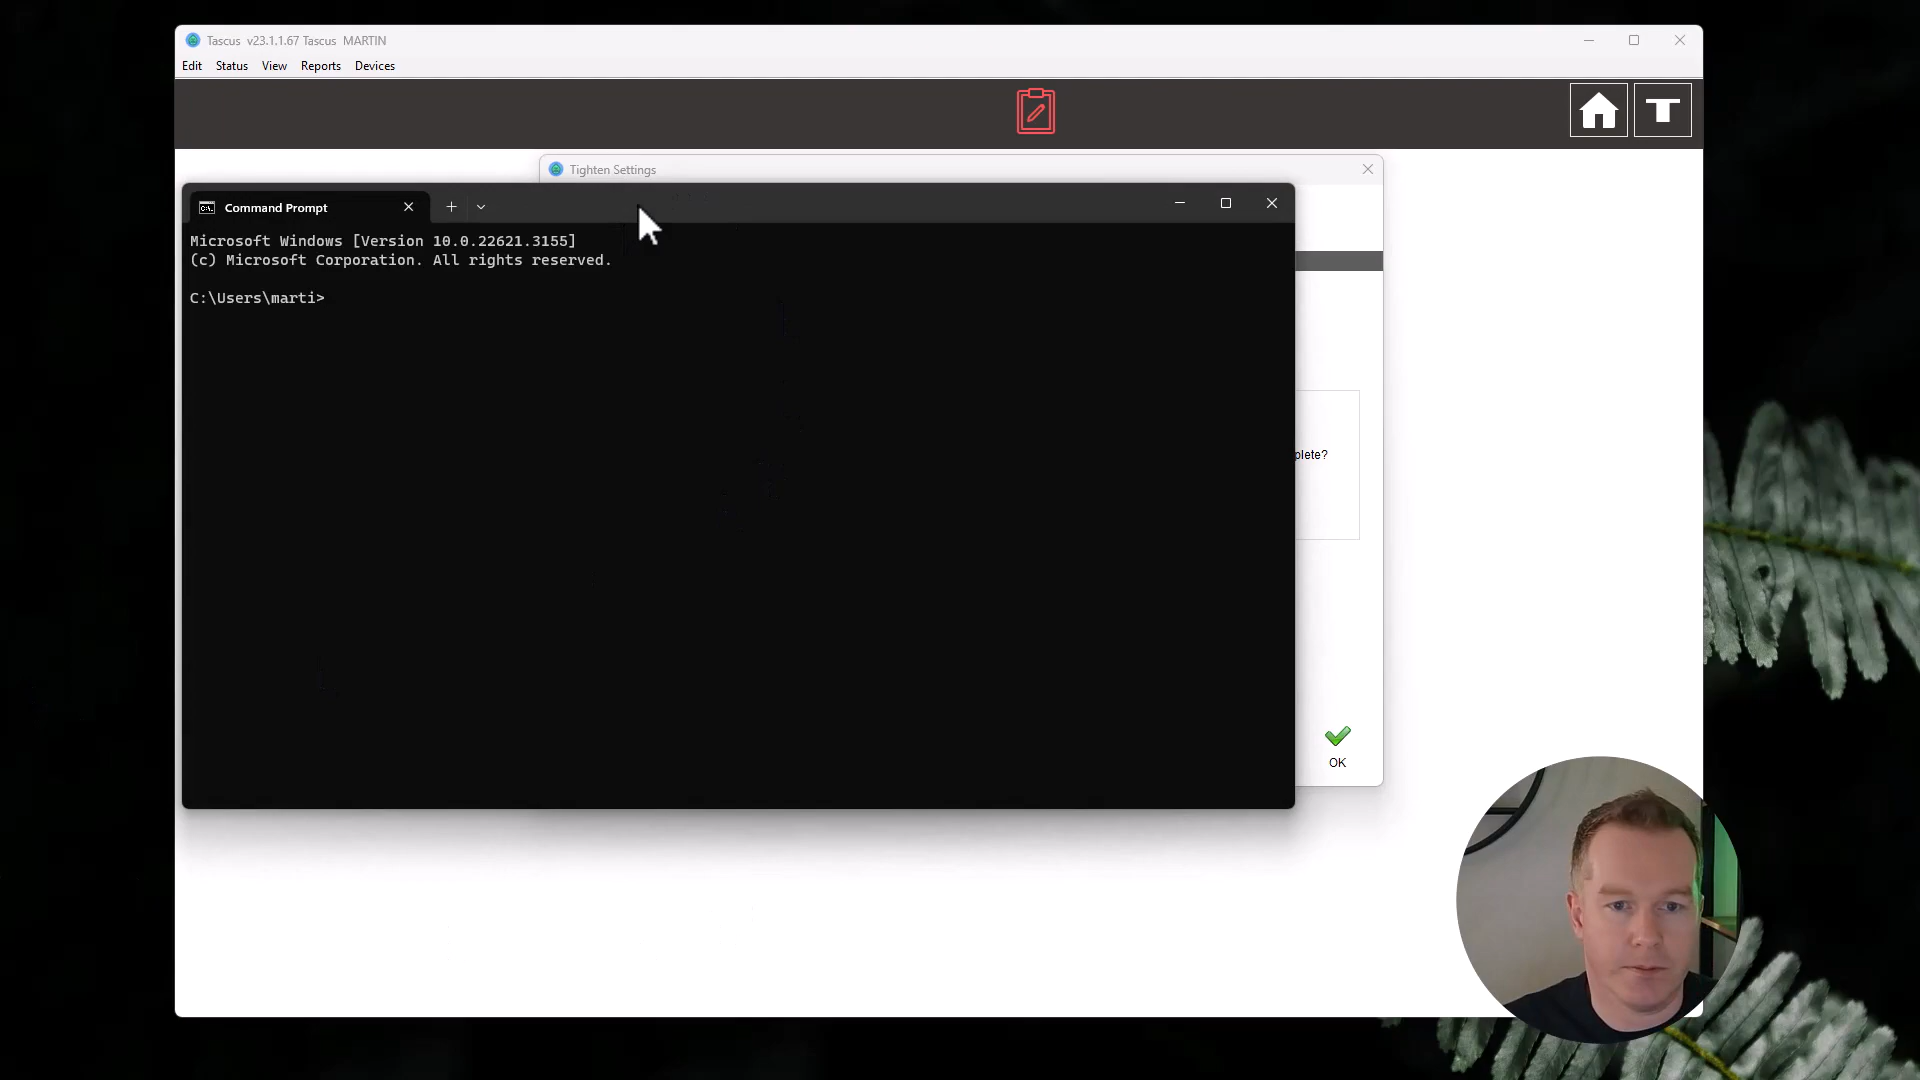 Tascus v23.1.1.67 Tascus MARTIN
Edit Status View Reports Devices
Tighten Settings
Command Prompt
Microsoft Windows [Version 10.0.22621.3155]
(c) Microsoft Corporation. All rights reserved.
C:\Users\marti>
plete?
OK